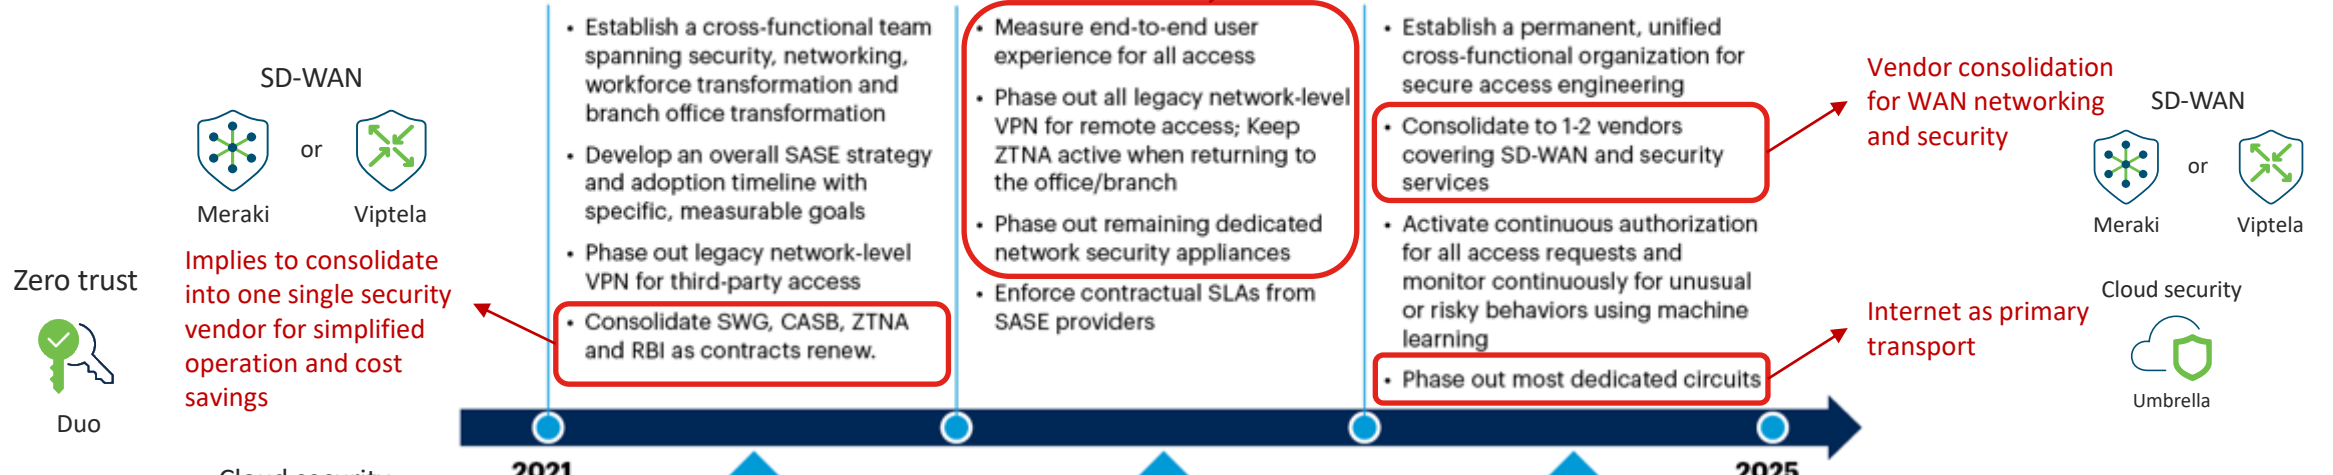 SD-WAN
or
Meraki
Viptela
Zero trust
Duo
Implies to consolidate
into one single security
vendor for simplified
operation and cost
savings
• Establish a cross-functional team
spanning security, networking,
workforce transformation and
branch office transformation
• Develop an overall SASE strategy
and adoption timeline with
specific, measurable goals
• Phase out legacy network-level
VPN for third-party access
• Consolidate SWG, CASB, ZTNA
and RBI as contracts renew.
• Measure end-to-end user
experience for all access
• Phase out all legacy network-level
VPN for remote access; Keep
ZTNA active when returning to
the office/branch
• Phase out remaining dedicated
network security appliances
• Enforce contractual SLAs from
SASE providers
• Establish a permanent, unified
cross-functional organization for
secure access engineering
• Consolidate to 1-2 vendors
covering SD-WAN and security
services
• Activate continuous authorization
for all access requests and
monitor continuously for unusual
or risky behaviors using machine
learning
• Phase out most dedicated circuits
Vendor consolidation
for WAN networking
and security
SD-WAN
or
Meraki
Viptela
Internet as primary
transport
Cloud security
Umbrella
Cloud security
2021
2025